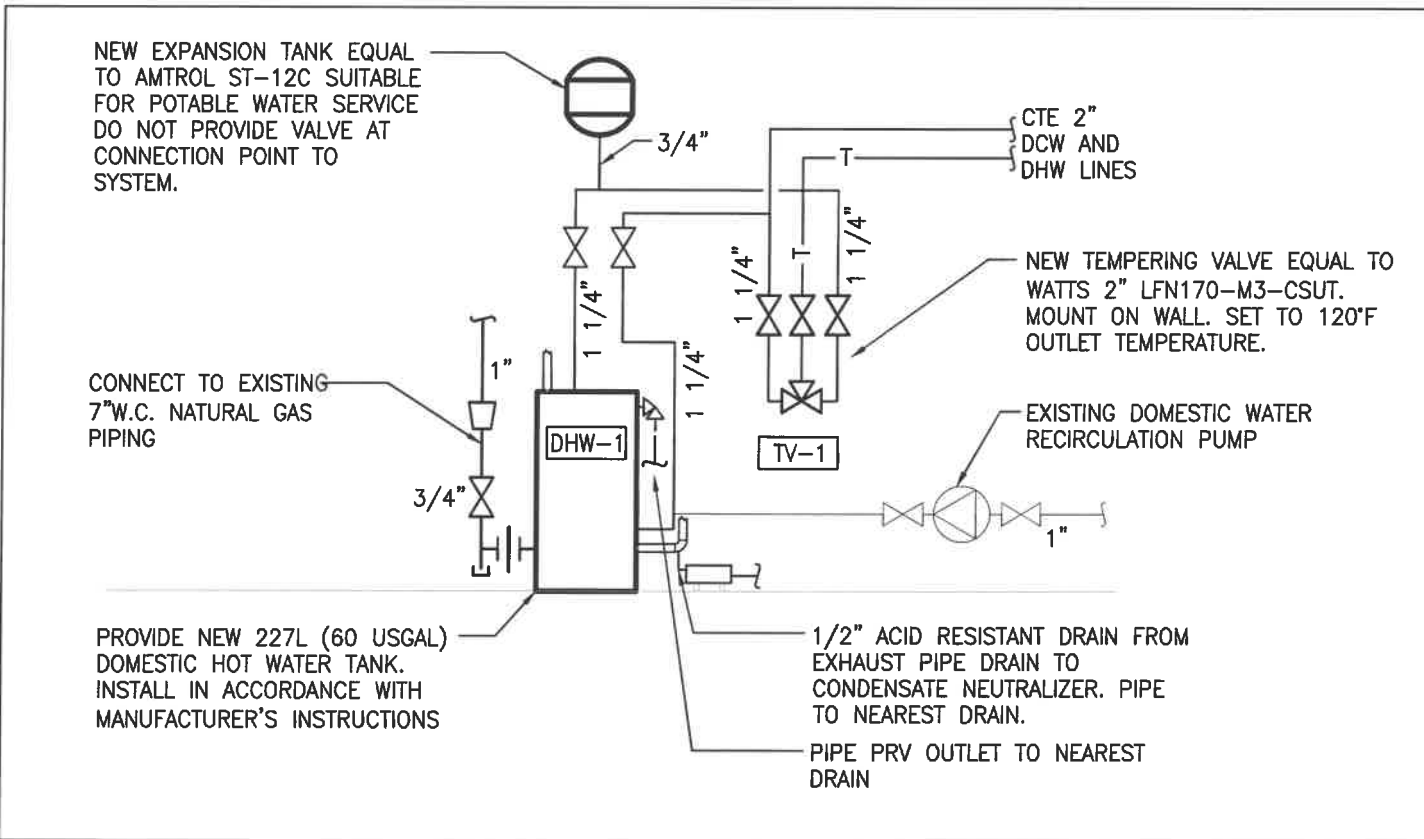 NEW EXPANSION TANK EQUAL
TO AMTROL ST-12C SUITABLE
FOR POTABLE WATER SERVICE
DO NOT PROVIDE VALVE AT
CONNECTION POINT TO
SYSTEM.
3/4"
CTE 2"
DCW AND
DHW LINES
T
T
1 1/4"
1 1/4"
1 1/4"
1 1/4"
NEW TEMPERING VALVE EQUAL TO
WATTS 2" LFN170-M3-CSUT.
MOUNT ON WALL. SET TO 120°F
OUTLET TEMPERATURE.
CONNECT TO EXISTING
7"W.C. NATURAL GAS
PIPING
1"
3/4"
DHW-1
TV-1
EXISTING DOMESTIC WATER
RECIRCULATION PUMP
1"
PROVIDE NEW 227L (60 USGAL)
DOMESTIC HOT WATER TANK.
INSTALL IN ACCORDANCE WITH
MANUFACTURER'S INSTRUCTIONS
1/2" ACID RESISTANT DRAIN FROM
EXHAUST PIPE DRAIN TO
CONDENSATE NEUTRALIZER. PIPE
TO NEAREST DRAIN.
PIPE PRV OUTLET TO NEAREST
DRAIN